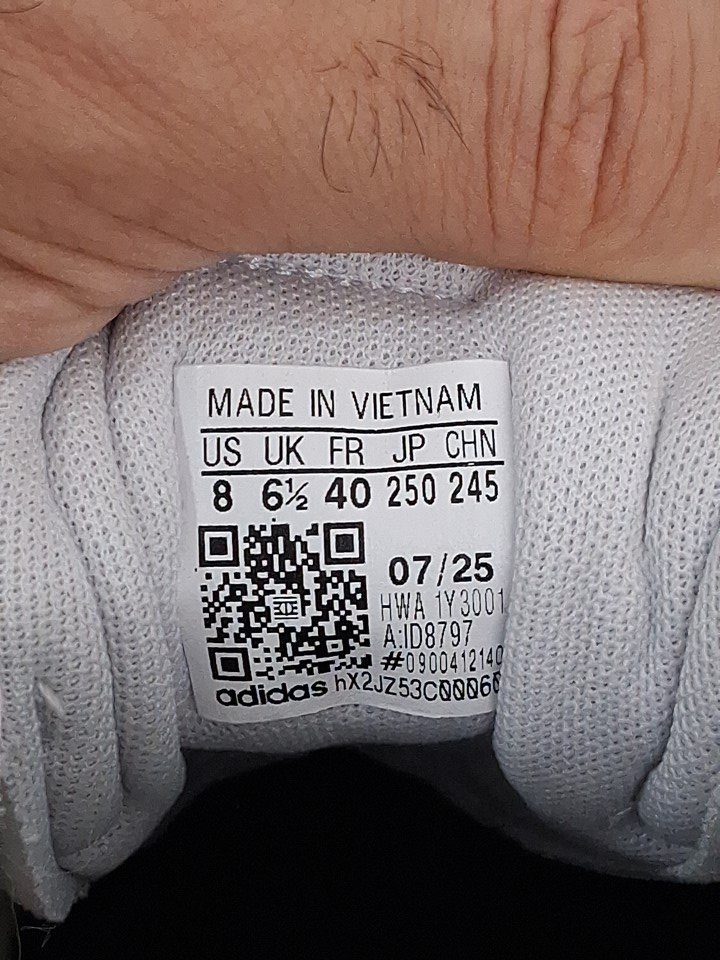 MADE IN VIETNAM
US UK FR JP CHN
8 6½ 40 250 245
07/25
HWA 1Y3001
A:ID8797
#0900412140
adidas hX2JZ53C00060